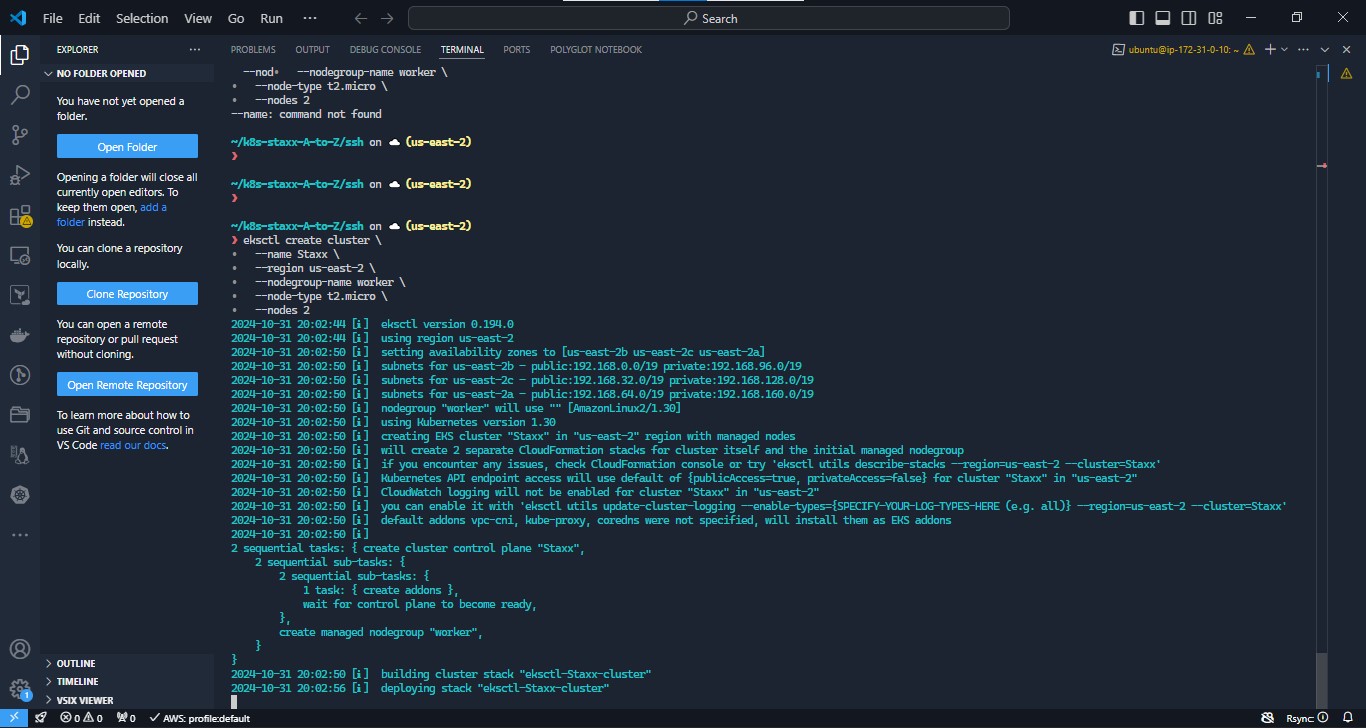 File Edit Selection View Go Run ··· Search
EXPLORER ···
NO FOLDER OPENED
You have not yet opened a
folder.
Open Folder
Opening a folder will close all
currently open editors. To
keep them open, add a
folder instead.
You can clone a repository
locally.
Clone Repository
You can open a remote
repository or pull request
without cloning.
Open Remote Repository
To learn more about how to
use Git and source control in
VS Code read our docs.
OUTLINE
TIMELINE
VSIX VIEWER
PROBLEMS OUTPUT DEBUG CONSOLE TERMINAL PORTS POLYGLOT NOTEBOOK
ubuntu@ip-172-31-0-10: ~
--nod• --nodegroup-name worker \
• --node-type t2.micro \
• --nodes 2
--name: command not found
~/k8s-staxx-A-to-Z/ssh on ☁ (us-east-2)
❯
~/k8s-staxx-A-to-Z/ssh on ☁ (us-east-2)
❯
~/k8s-staxx-A-to-Z/ssh on ☁ (us-east-2)
❯ eksctl create cluster \
• --name Staxx \
• --region us-east-2 \
• --nodegroup-name worker \
• --node-type t2.micro \
• --nodes 2
2024-10-31 20:02:44 [ℹ] eksctl version 0.194.0
2024-10-31 20:02:44 [ℹ] using region us-east-2
2024-10-31 20:02:50 [ℹ] setting availability zones to [us-east-2b us-east-2c us-east-2a]
2024-10-31 20:02:50 [ℹ] subnets for us-east-2b - public:192.168.0.0/19 private:192.168.96.0/19
2024-10-31 20:02:50 [ℹ] subnets for us-east-2c - public:192.168.32.0/19 private:192.168.128.0/19
2024-10-31 20:02:50 [ℹ] subnets for us-east-2a - public:192.168.64.0/19 private:192.168.160.0/19
2024-10-31 20:02:50 [ℹ] nodegroup "worker" will use "" [AmazonLinux2/1.30]
2024-10-31 20:02:50 [ℹ] using Kubernetes version 1.30
2024-10-31 20:02:50 [ℹ] creating EKS cluster "Staxx" in "us-east-2" region with managed nodes
2024-10-31 20:02:50 [ℹ] will create 2 separate CloudFormation stacks for cluster itself and the initial managed nodegroup
2024-10-31 20:02:50 [ℹ] if you encounter any issues, check CloudFormation console or try 'eksctl utils describe-stacks --region=us-east-2 --cluster=Staxx'
2024-10-31 20:02:50 [ℹ] Kubernetes API endpoint access will use default of {publicAccess=true, privateAccess=false} for cluster "Staxx" in "us-east-2"
2024-10-31 20:02:50 [ℹ] CloudWatch logging will not be enabled for cluster "Staxx" in "us-east-2"
2024-10-31 20:02:50 [ℹ] you can enable it with 'eksctl utils update-cluster-logging --enable-types={SPECIFY-YOUR-LOG-TYPES-HERE (e.g. all)} --region=us-east-2 --cluster=Staxx'
2024-10-31 20:02:50 [ℹ] default addons vpc-cni, kube-proxy, coredns were not specified, will install them as EKS addons
2024-10-31 20:02:50 [ℹ]
2 sequential tasks: { create cluster control plane "Staxx",
2 sequential sub-tasks: {
2 sequential sub-tasks: {
1 task: { create addons },
wait for control plane to become ready,
},
create managed nodegroup "worker",
}
}
2024-10-31 20:02:50 [ℹ] building cluster stack "eksctl-Staxx-cluster"
2024-10-31 20:02:56 [ℹ] deploying stack "eksctl-Staxx-cluster"
1
0 0 0 AWS: profile:default Rsync: